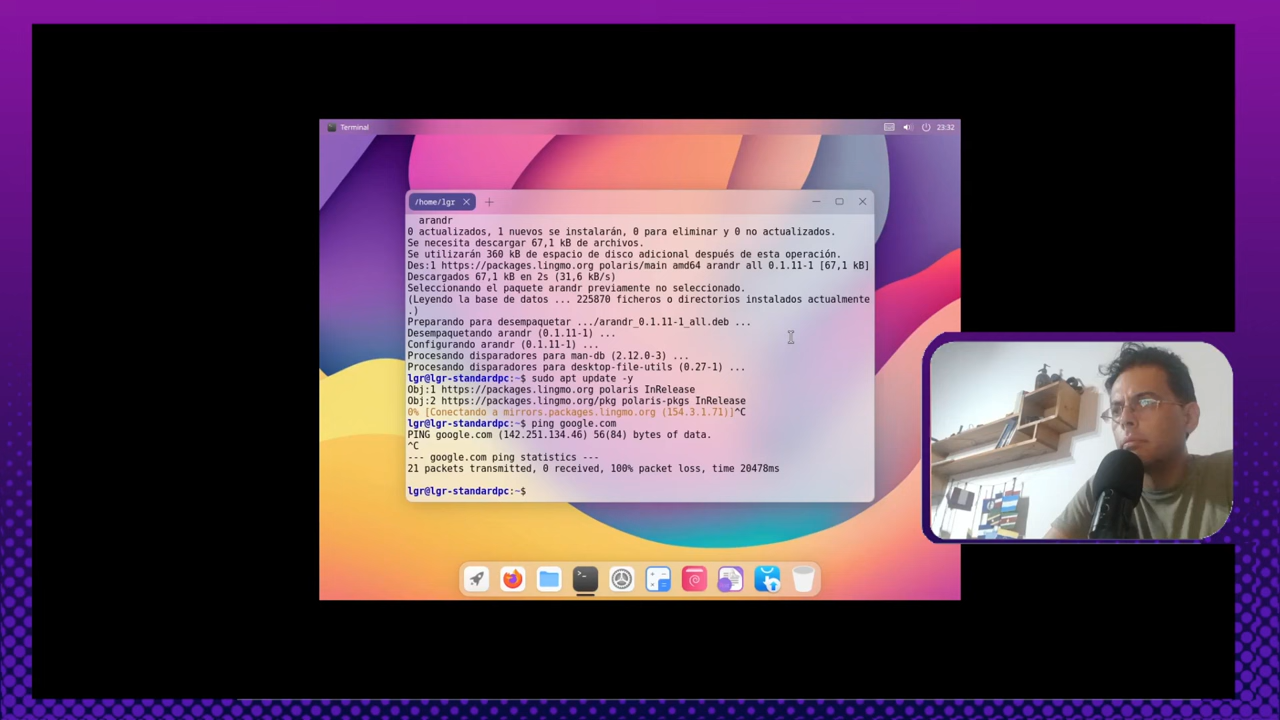 Terminal
23:32
/home/lgr
arandr
0 actualizados, 1 nuevos se instalarán, 0 para eliminar y 0 no actualizados.
Se necesita descargar 67,1 kB de archivos.
Se utilizarán 360 kB de espacio de disco adicional después de esta operación.
Des:1 https://packages.lingmo.org polaris/main amd64 arandr all 0.1.11-1 [67,1 kB]
Descargados 67,1 kB en 2s (31,6 kB/s)
Seleccionando el paquete arandr previamente no seleccionado.
(Leyendo la base de datos ... 225870 ficheros o directorios instalados actualmente
.)
Preparando para desempaquetar .../arandr_0.1.11-1_all.deb ...
Desempaquetando arandr (0.1.11-1) ...
Configurando arandr (0.1.11-1) ...
Procesando disparadores para man-db (2.12.0-3) ...
Procesando disparadores para desktop-file-utils (0.27-1) ...
lgr@lgr-standardpc:~$ sudo apt update -y
Obj:1 https://packages.lingmo.org polaris InRelease
Obj:2 https://packages.lingmo.org/pkg polaris-pkgs InRelease
0% [Conectando a mirrors.packages.lingmo.org (154.3.1.71)]^C
lgr@lgr-standardpc:~$ ping google.com
PING google.com (142.251.134.46) 56(84) bytes of data.
^C
--- google.com ping statistics ---
21 packets transmitted, 0 received, 100% packet loss, time 20478ms
lgr@lgr-standardpc:~$